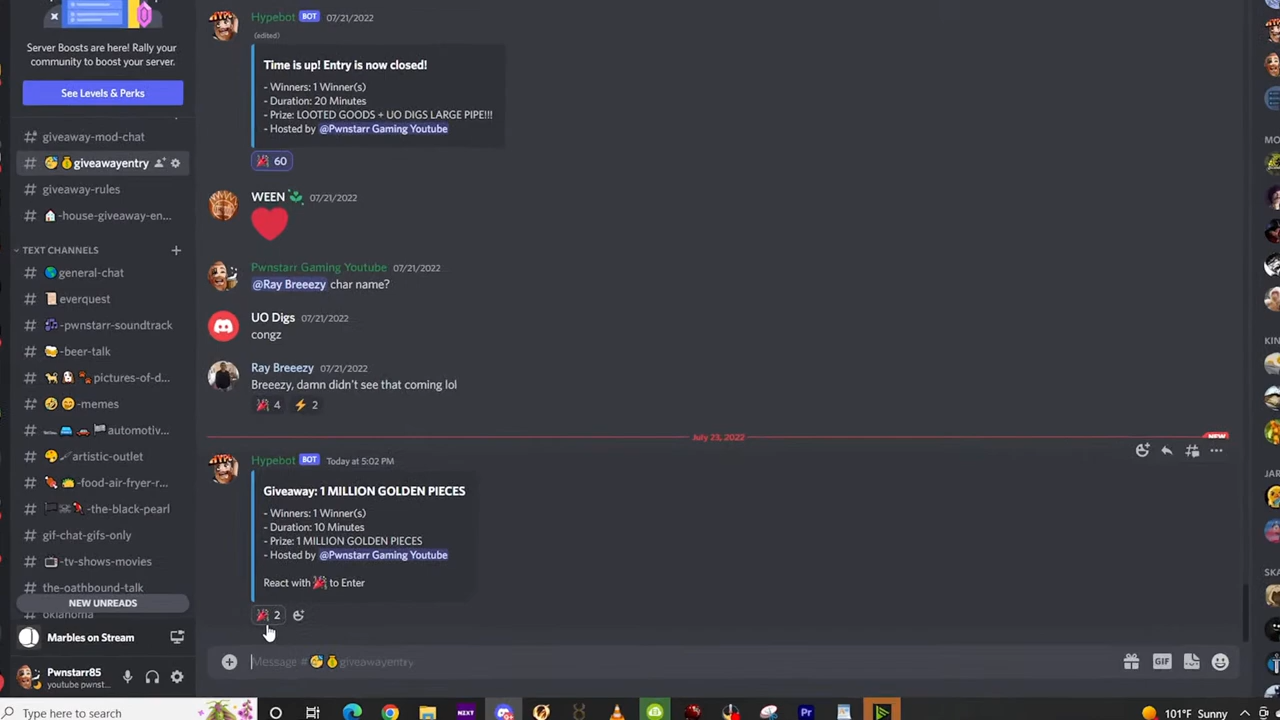 Server Boosts are here! Rally your
community to boost your server.
See Levels & Perks
giveaway-mod-chat
giveawayentry
giveaway-rules
-house-giveaway-en...
TEXT CHANNELS
general-chat
everquest
-pwnstarr-soundtrack
-beer-talk
pictures-of-d...
-memes
automotiv...
artistic-outlet
-food-air-fryer-r...
-the-black-pearl
gif-chat-gifs-only
-tv-shows-movies
the-oathbound-talk
NEW UNREADS
oklahoma
Marbles on Stream
Pwnstarr85
youtube pwnst...
Hypebot BOT 07/21/2022
(edited)
Time is up! Entry is now closed!
- Winners: 1 Winner(s)
- Duration: 20 Minutes
- Prize: LOOTED GOODS + UO DIGS LARGE PIPE!!!
- Hosted by @Pwnstarr Gaming Youtube
60
WEEN 07/21/2022
Pwnstarr Gaming Youtube 07/21/2022
@Ray Breeezy char name?
UO Digs 07/21/2022
congz
Ray Breeezy 07/21/2022
Breeezy, damn didn't see that coming lol
4 2
July 23, 2022
NEW
Hypebot BOT Today at 5:02 PM
Giveaway: 1 MILLION GOLDEN PIECES
- Winners: 1 Winner(s)
- Duration: 10 Minutes
- Prize: 1 MILLION GOLDEN PIECES
- Hosted by @Pwnstarr Gaming Youtube
React with 🎉 to Enter
2
Message # giveawayentry
GIF
MO
KIN
JAR
SKA
Type here to search
NEXT
Pr
101°F Sunny